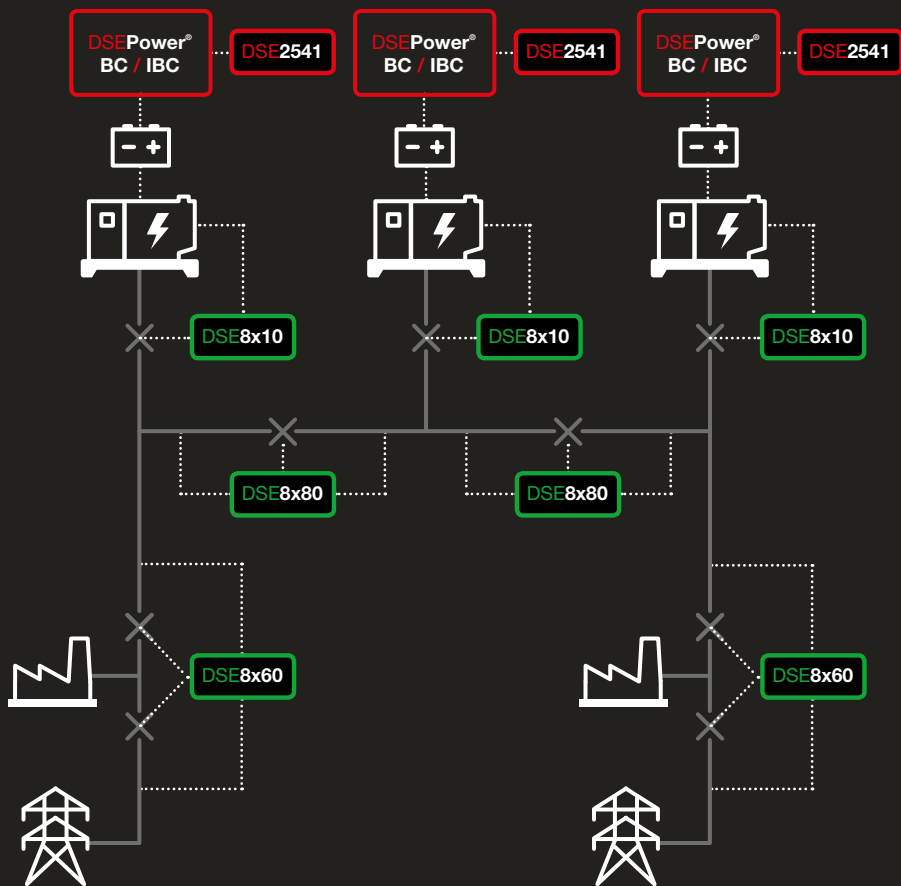 DSEPower®
BC / IBC
DSE2541
DSEPower®
BC / IBC
DSE2541
DSEPower®
BC / IBC
DSE2541
DSE8x10
DSE8x10
DSE8x10
DSE8x80
DSE8x80
DSE8x60
DSE8x60